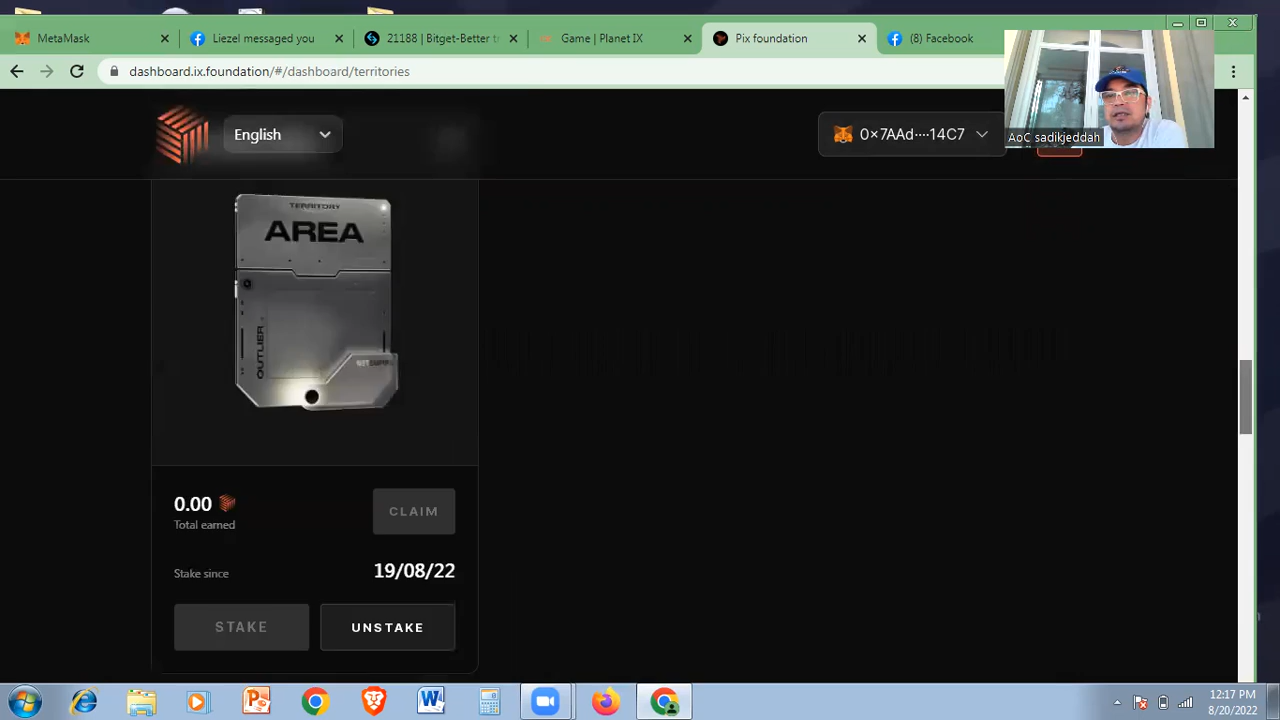 MetaMask
Liezel messaged you
21188 | Bitget-Better t
Game | Planet IX
Pix foundation
(8) Facebook
dashboard.ix.foundation/#/dashboard/territories
English
0×7AAd····14C7
AoC sadikjeddah
TERRITORY
AREA
OUTLIER
0.00
Total earned
CLAIM
Stake since
19/08/22
STAKE
UNSTAKE
12:17 PM
8/20/2022